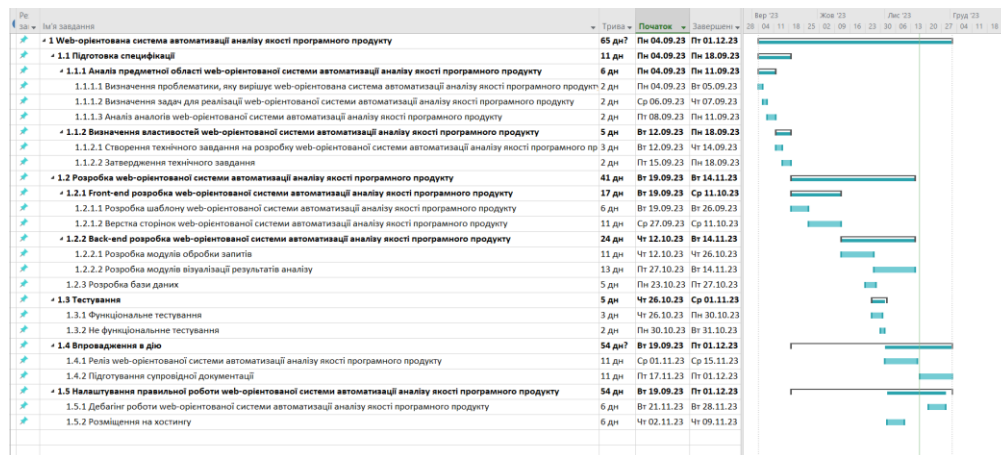 Ре
за: Ім'я завдання Трива Початок Завершен Вер '23 Жов '23 Лис '23 Груд '23
28 04 11 18 25 02 09 16 23 30 06 13 20 27 04 11 18
1 Web-орієнтована система автоматизації аналізу якості програмного продукту 65 дн? Пн 04.09.23 Пт 01.12.23
1.1 Підготовка специфікації 11 дн Пн 04.09.23 Пн 18.09.23
1.1.1 Аналіз предметної області web-орієнтованої системи автоматизації аналізу якості програмного продукту 6 дн Пн 04.09.23 Пн 11.09.23
1.1.1.1 Визначення проблематики, яку вирішує web-орієнтована система автоматизації аналізу якості програмного продукт 2 дн Пн 04.09.23 Вт 05.09.23
1.1.1.2 Визначення задач для реалізації web-орієнтованої системи автоматизації аналізу якості програмного продукту 2 дн Ср 06.09.23 Чт 07.09.23
1.1.1.3 Аналіз аналогів web-орієнтованої системи автоматизації аналізу якості програмного продукту 2 дн Пт 08.09.23 Пн 11.09.23
1.1.2 Визначення властивостей web-орієнтованої системи автоматизації аналізу якості програмного продукту 5 дн Вт 12.09.23 Пн 18.09.23
1.1.2.1 Створення технічного завдання на розробку web-орієнтованої системи автоматизації аналізу якості програмного пр 3 дн Вт 12.09.23 Чт 14.09.23
1.1.2.2 Затвердження технічного завдання 2 дн Пт 15.09.23 Пн 18.09.23
1.2 Розробка web-орієнтованої системи автоматизації аналізу якості програмного продукту 41 дн Вт 19.09.23 Вт 14.11.23
1.2.1 Front-end розробка web-орієнтованої системи автоматизації аналізу якості програмного продукту 17 дн Вт 19.09.23 Ср 11.10.23
1.2.1.1 Розробка шаблону web-орієнтованої системи автоматизації аналізу якості програмного продукту 6 дн Вт 19.09.23 Вт 26.09.23
1.2.1.2 Верстка сторінок web-орієнтованої системи автоматизації аналізу якості програмного продукту 11 дн Ср 27.09.23 Ср 11.10.23
1.2.2 Back-end розробка web-орієнтованої системи автоматизації аналізу якості програмного продукту 24 дн Чт 12.10.23 Вт 14.11.23
1.2.2.1 Розробка модулів обробки запитів 11 дн Чт 12.10.23 Чт 26.10.23
1.2.2.2 Розробка модулів візуалізації результатів аналізу 13 дн Пт 27.10.23 Вт 14.11.23
1.2.3 Розробка бази даних 5 дн Пн 23.10.23 Пт 27.10.23
1.3 Тестування 5 дн Чт 26.10.23 Ср 01.11.23
1.3.1 Функціональне тестування 3 дн Чт 26.10.23 Пн 30.10.23
1.3.2 Не функціональнне тестування 2 дн Пн 30.10.23 Вт 31.10.23
1.4 Впровадження в дію 54 дн? Вт 19.09.23 Пт 01.12.23
1.4.1 Реліз web-орієнтованої системи автоматизації аналізу якості програмного продукту 11 дн Ср 01.11.23 Ср 15.11.23
1.4.2 Підготування супровідної документації 11 дн Пт 17.11.23 Пт 01.12.23
1.5 Налаштування правильної роботи web-орієнтованої системи автоматизації аналізу якості програмного продукту 54 дн Вт 19.09.23 Пт 01.12.23
1.5.1 Дебагінг роботи web-орієнтованої системи автоматизації аналізу якості програмного продукту 6 дн Вт 21.11.23 Вт 28.11.23
1.5.2 Розміщення на хостингу 6 дн Чт 02.11.23 Чт 09.11.23